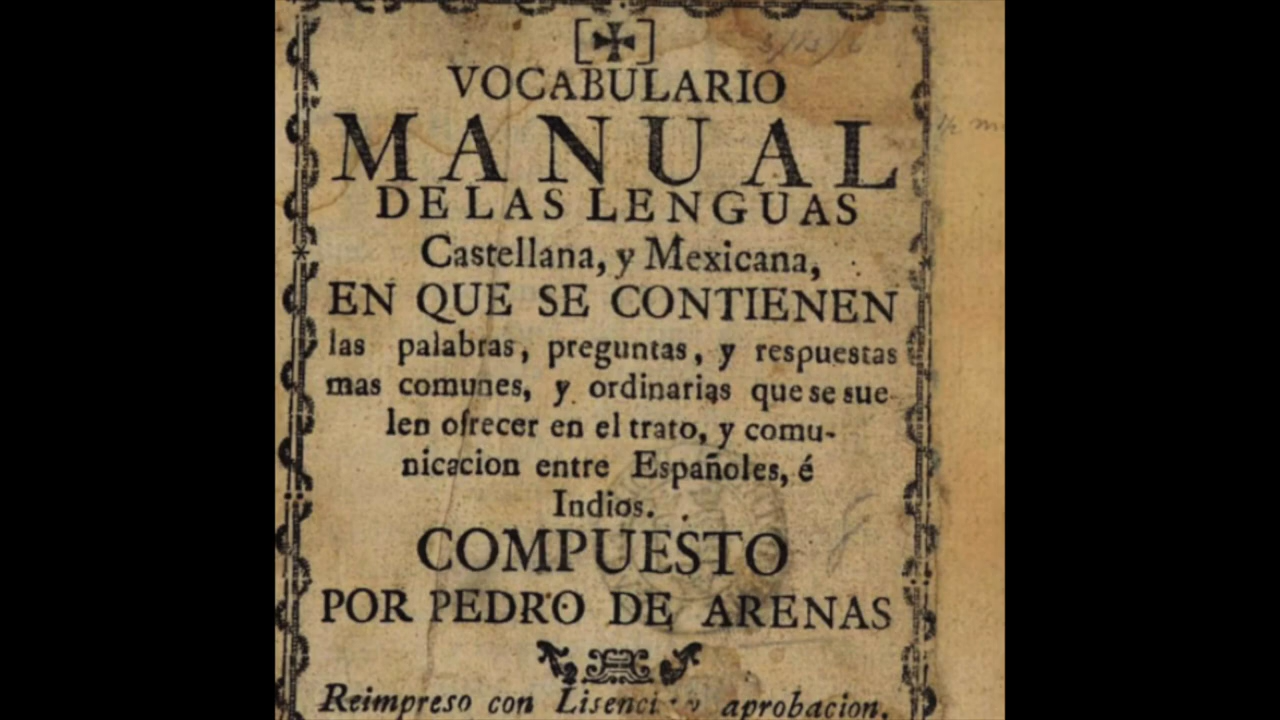 VOCABULARIO
MANUAL
DE LAS LENGUAS
Castellana, y Mexicana,
EN QUE SE CONTIENEN
las palabras, preguntas, y respuestas
mas comunes, y ordinarias que se sue-
len ofrecer en el trato, y comu-
nicacion entre Españoles, é
Indios.
COMPUESTO
POR PEDRO DE ARENAS
Reimpreso con aprobacion.